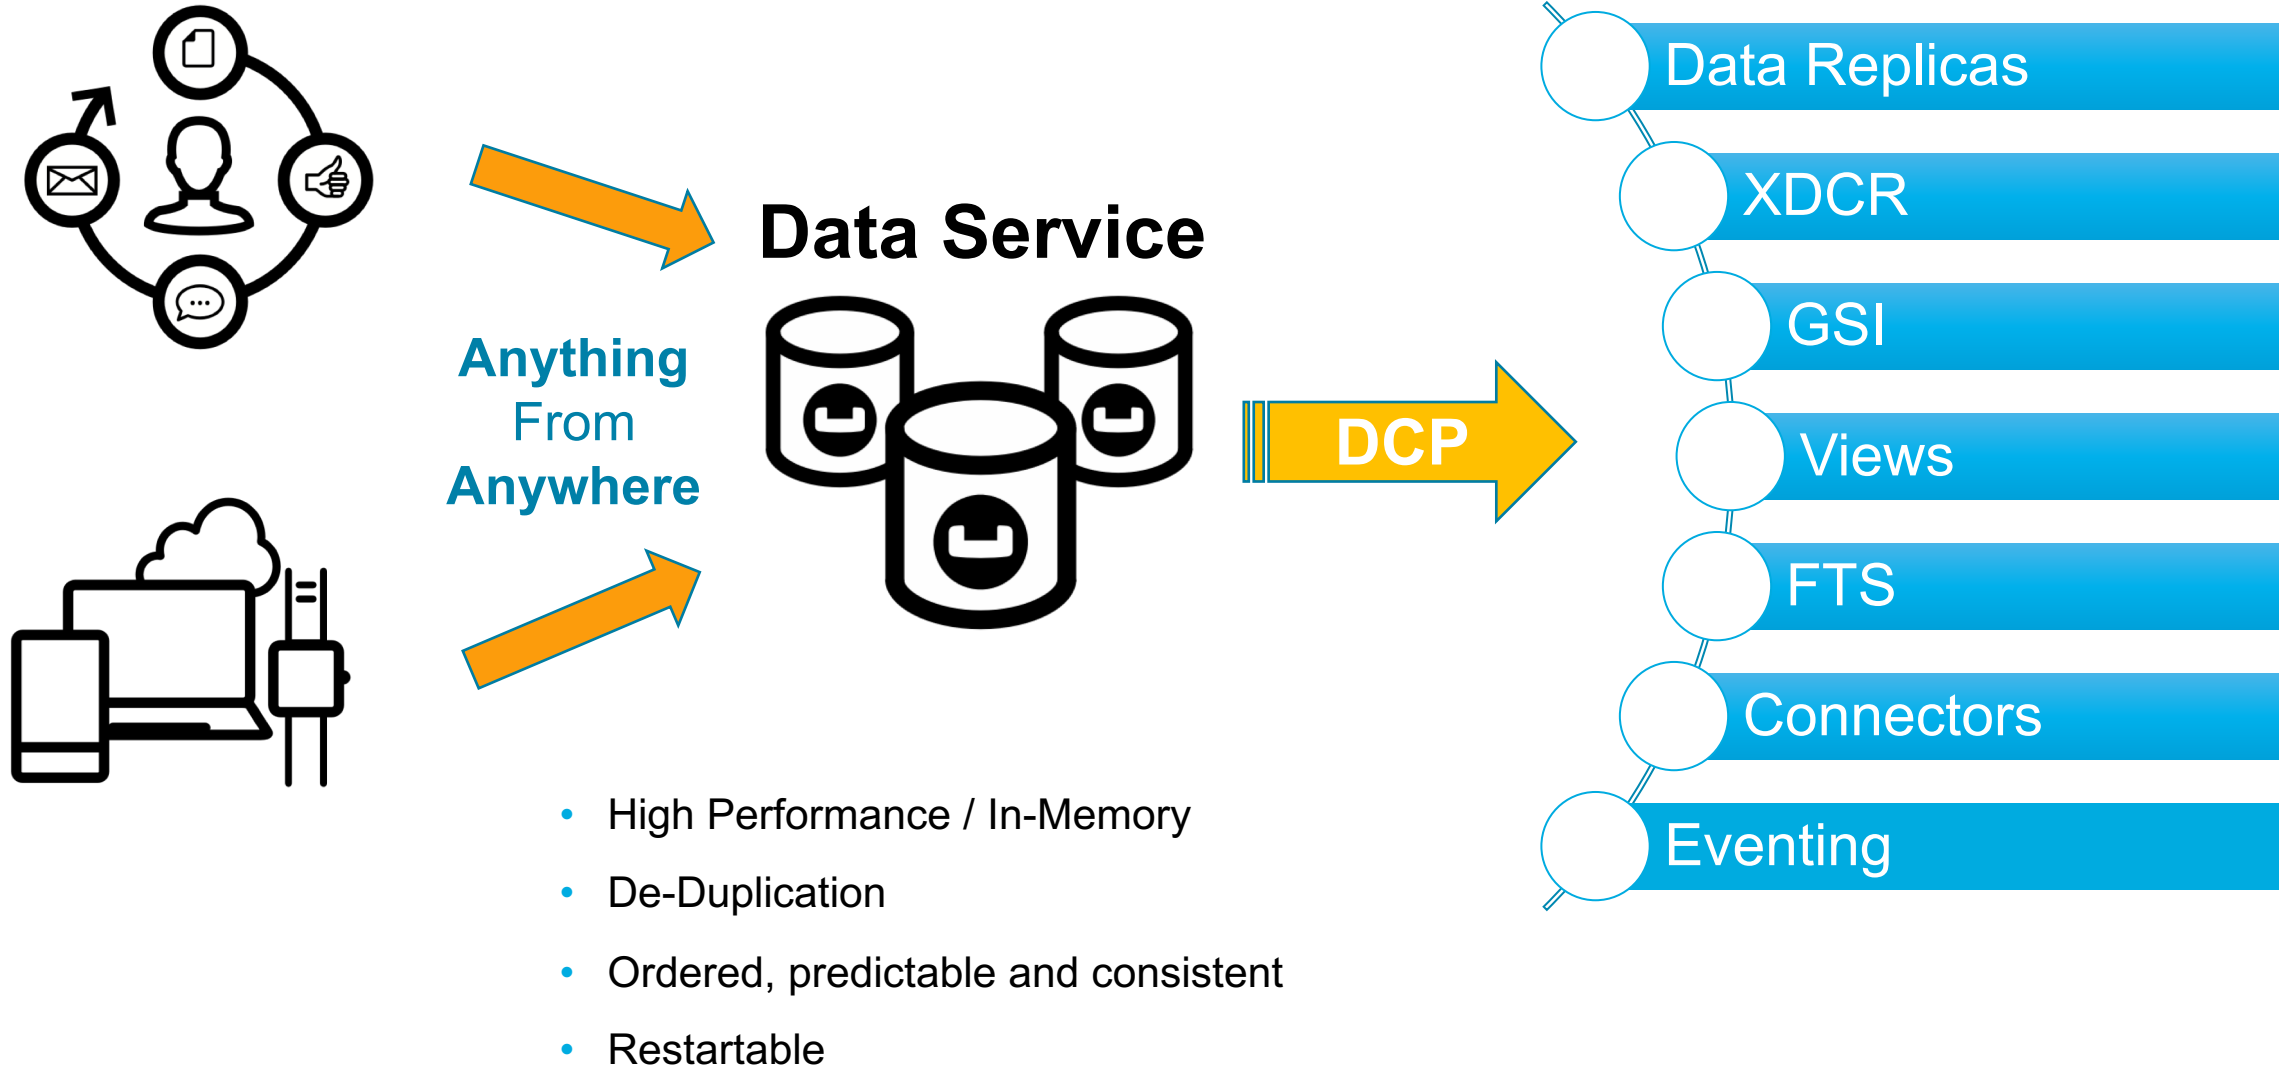 Data Service
Anything
From
Anywhere
DCP
Data Replicas
XDCR
GSI
Views
FTS
Connectors
Eventing
• High Performance / In-Memory
• De-Duplication
• Ordered, predictable and consistent
• Restartable